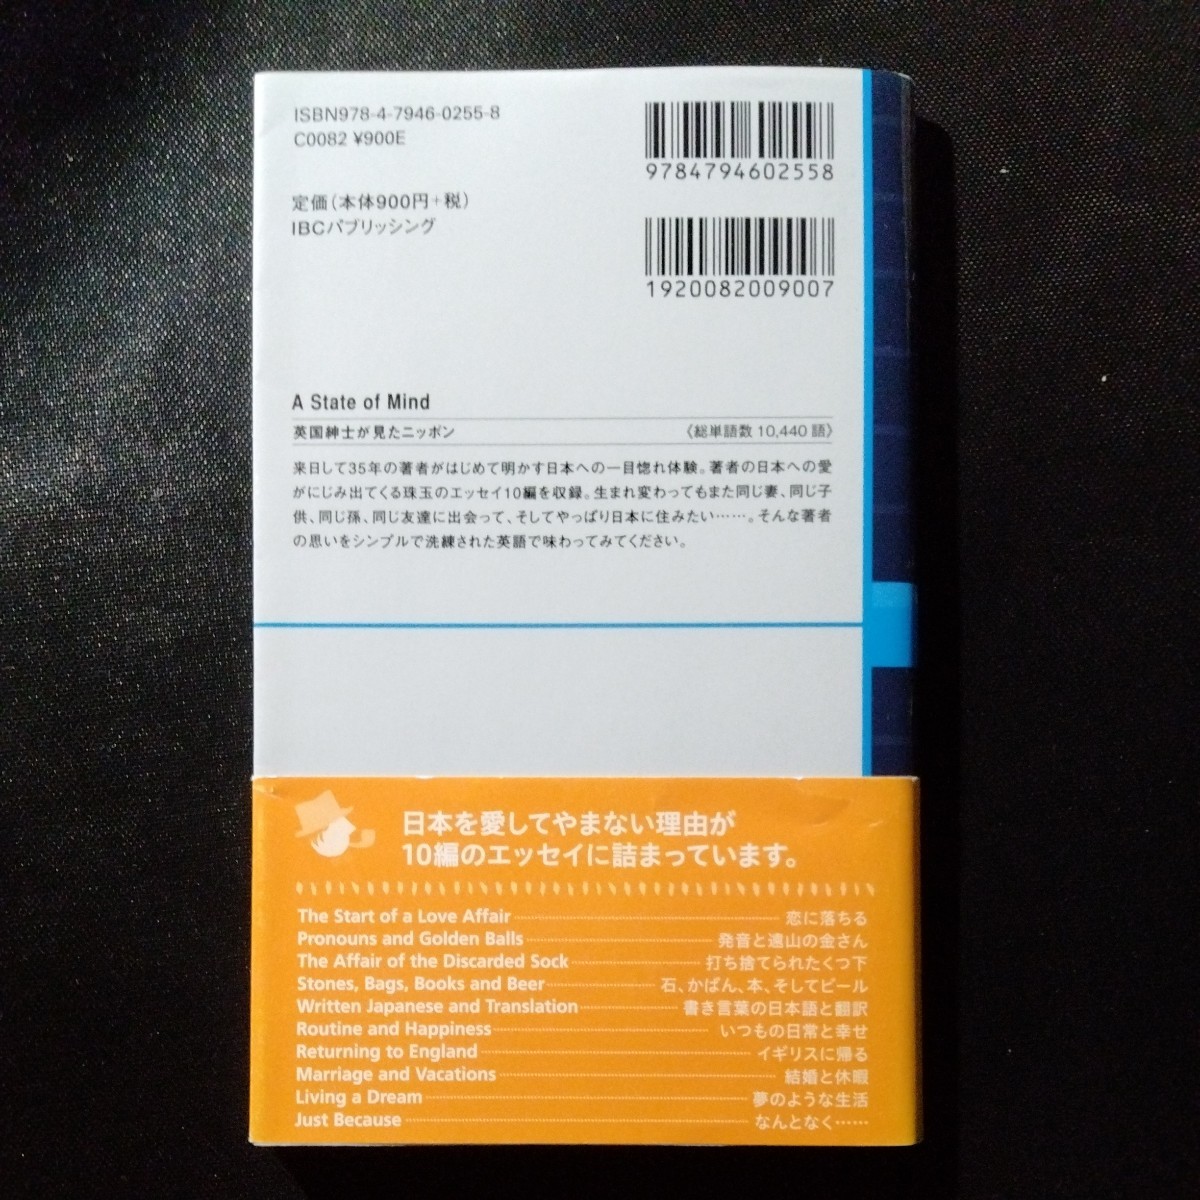 ISBN978-4-7946-0255-8
C0082 ¥900E
定価(本体900円+税)
IBCパブリッシング
9784794602558
1920082009007
A State of Mind
英国紳士が見たニッポン 《総単語数 10,440 語》
来日して35年の著者がはじめて明かす日本への一目惚れ体験。著者の日本への愛
がにじみ出てくる珠玉のエッセイ10編を収録。生まれ変わってもまた同じ妻、同じ子
供、同じ孫、同じ友達に出会って、そしてやっぱり日本に住みたい……。そんな著者
の思いをシンプルで洗練された英語で味わってみてください。
日本を愛してやまない理由が
10編のエッセイに詰まっています。
The Start of a Love Affair 恋に落ちる
Pronouns and Golden Balls 発音と遠山の金さん
The Affair of the Discarded Sock 打ち捨てられたくつ下
Stones, Bags, Books and Beer 石、かばん、本、そしてビール
Written Japanese and Translation 書き言葉の日本語と翻訳
Routine and Happiness いつもの日常と幸せ
Returning to England イギリスに帰る
Marriage and Vacations 結婚と休暇
Living a Dream 夢のような生活
Just Because なんとなく……